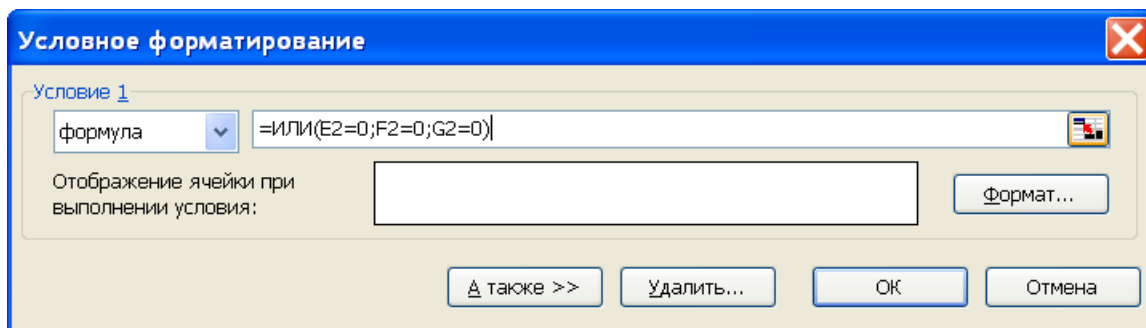 Условное форматирование
Условие 1
формула
=ИЛИ(E2=0;F2=0;G2=0)
Отображение ячейки при
выполнении условия:
Формат...
А также >>
Удалить...
ОК
Отмена